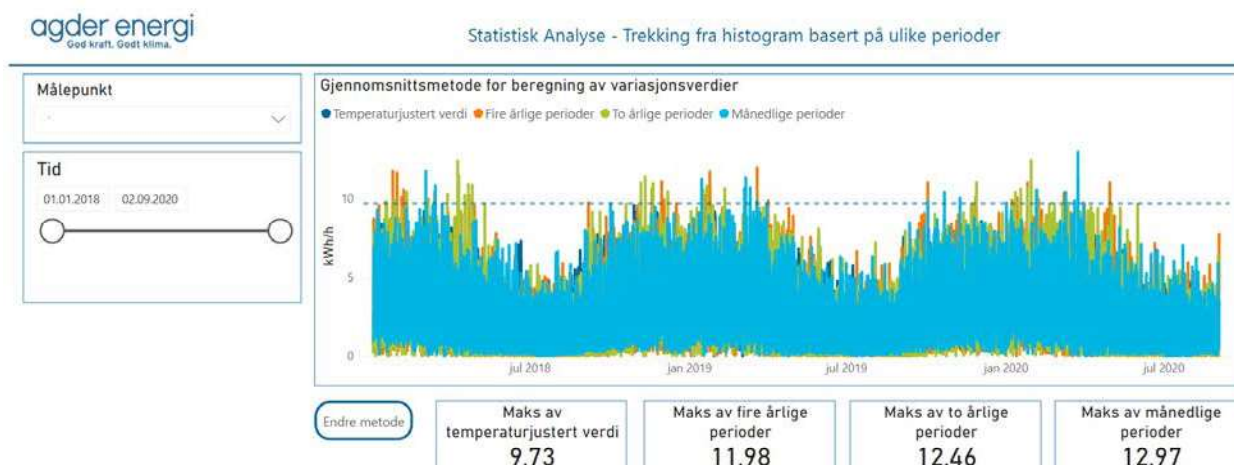 agder energi
God kraft. Godt klima.
Statistisk Analyse - Trekking fra histogram basert på ulike perioder
Målepunkt
Tid
01.01.2018 02.09.2020
Gjennomsnittsmetode for beregning av variasjonsverdier
Temperaturjustert verdi Fire årlige perioder To årlige perioder Månedlige perioder
kWh/h
10
5
0
jul 2018 jan 2019 jul 2019 jan 2020 jul 2020
Endre metode
Maks av
temperaturjustert verdi
9.73
Maks av fire årlige
perioder
11.98
Maks av to årlige
perioder
12.46
Maks av månedlige
perioder
12.97